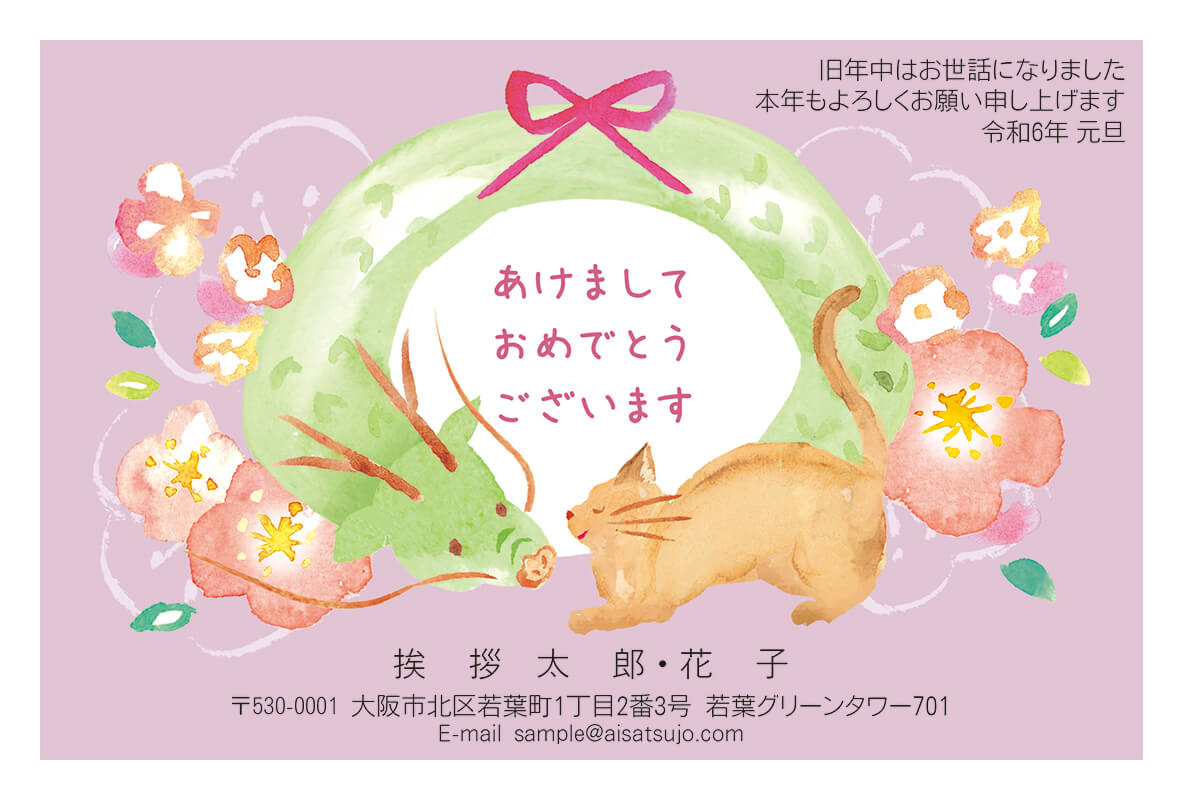 旧年中はお世話になりました
本年もよろしくお願い申し上げます
令和6年 元旦
あけまして
おめでとう
ございます
挨拶太郎・花子
〒530-0001 大阪市北区若葉町1丁目2番3号 若葉グリーンタワー701
E-mail sample@aisatsujo.com